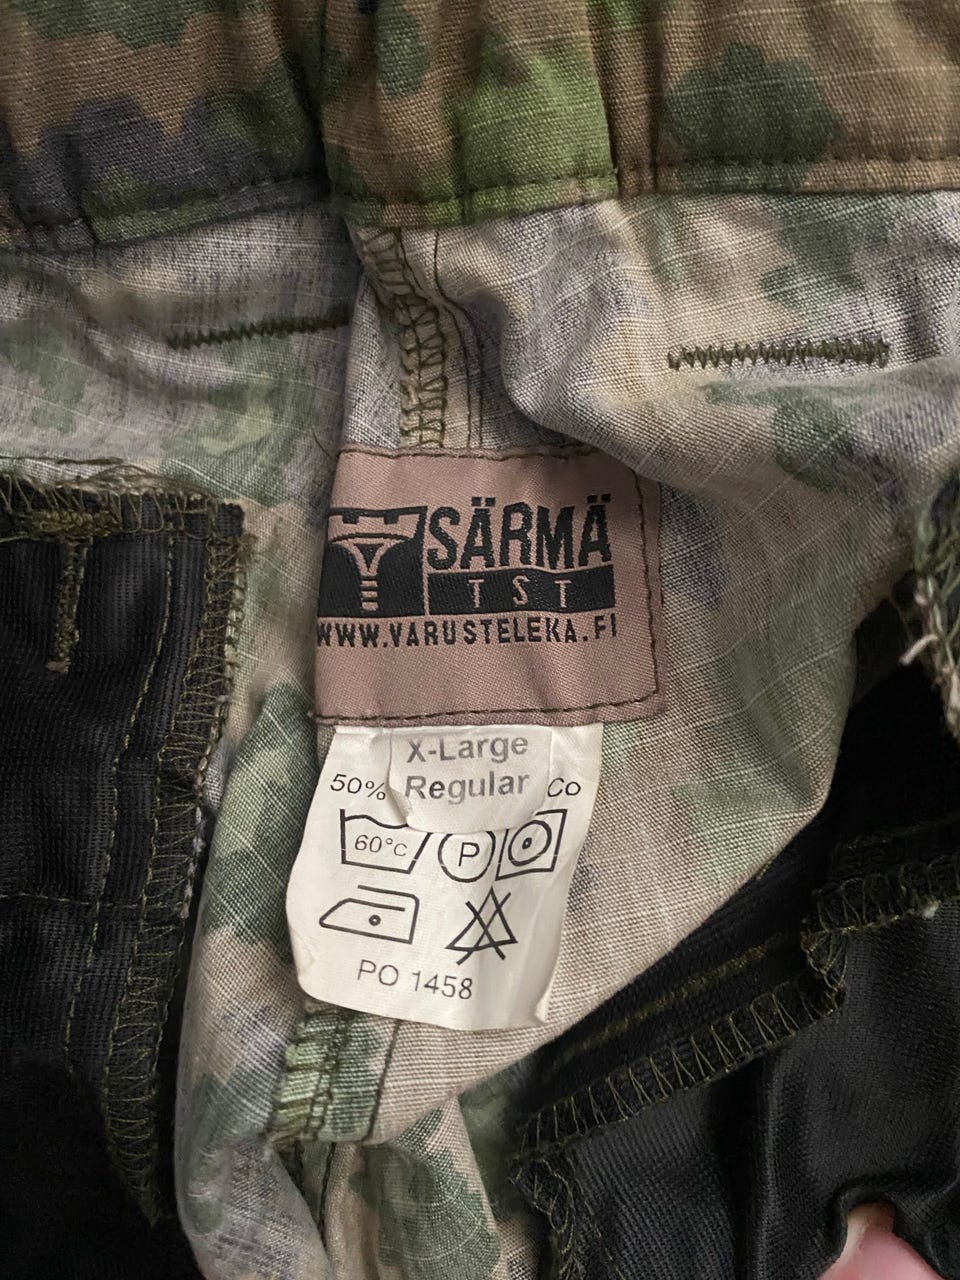 SÄRMÄ
TST
WWW.VARUSTELEKA.FI
X-Large
Regular
50% Co
60°C P
PO 1458